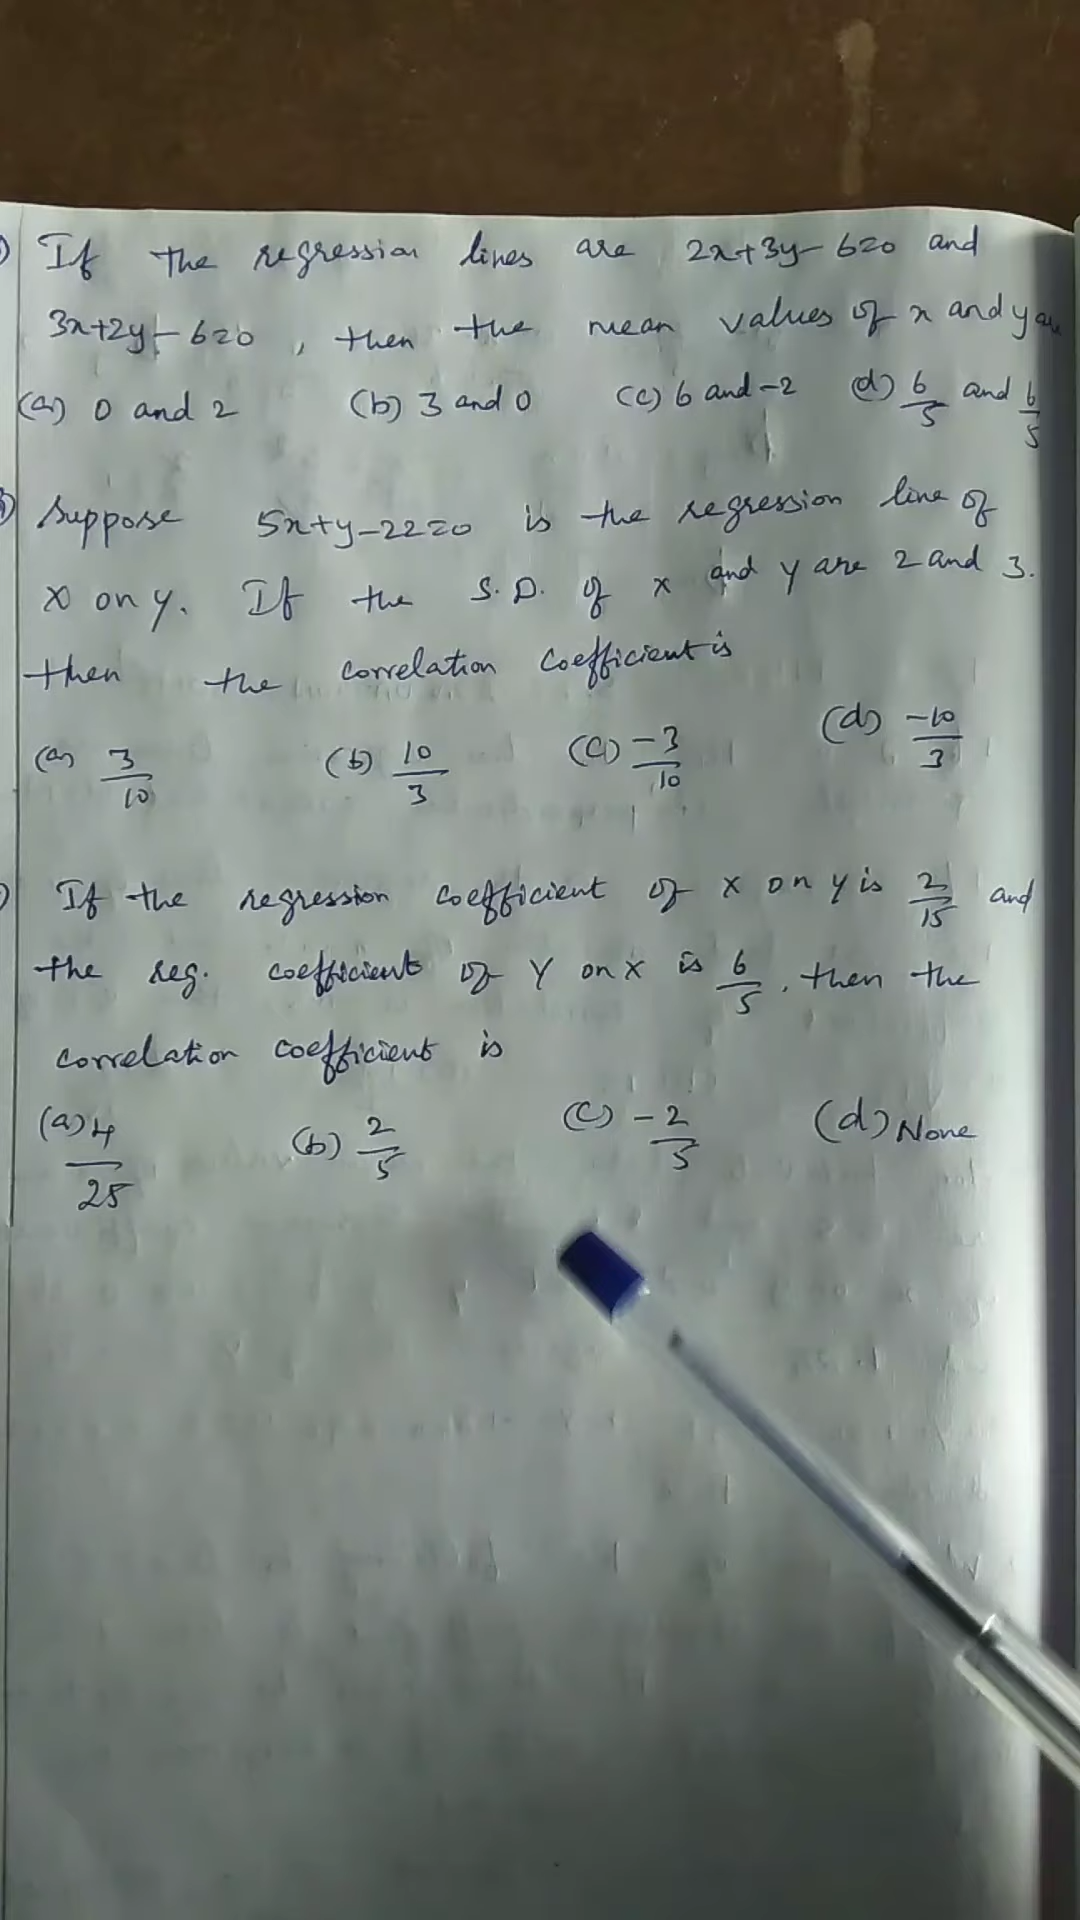 If the regression lines are 2x+3y-6=0 and
3x+2y-6=0, then the mean values of x and y are
(a) 0 and 2 (b) 3 and 0 (c) 6 and -2 (d) 6/5 and 6/5
Suppose 5x+y-22=0 is the regression line of
X on y. If the S.D. of x and y are 2 and 3.
then the correlation coefficient is
(a) 3/10 (b) 10/3 (c) -3/10 (d) -10/3
If the regression coefficient of X on y is 2/15 and
the reg. coefficient of Y on X is 6/5, then the
correlation coefficient is
(a) 4/25 (b) 2/5 (c) -2/5 (d) None